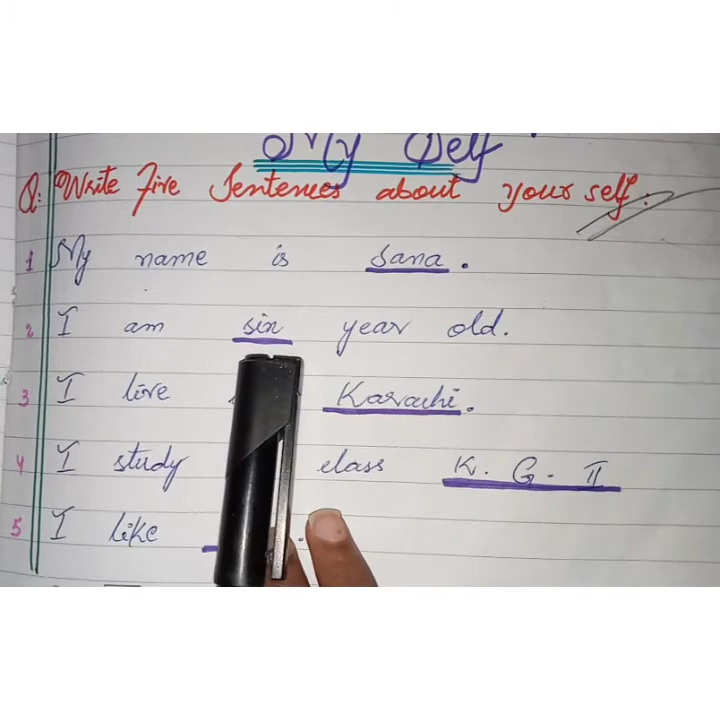 My Self
Q: Write Five Sentences about your self.
1 My name is Sana.
2 I am six year old.
3 I live Karachi.
4 I study class K. G. II
5 I like .